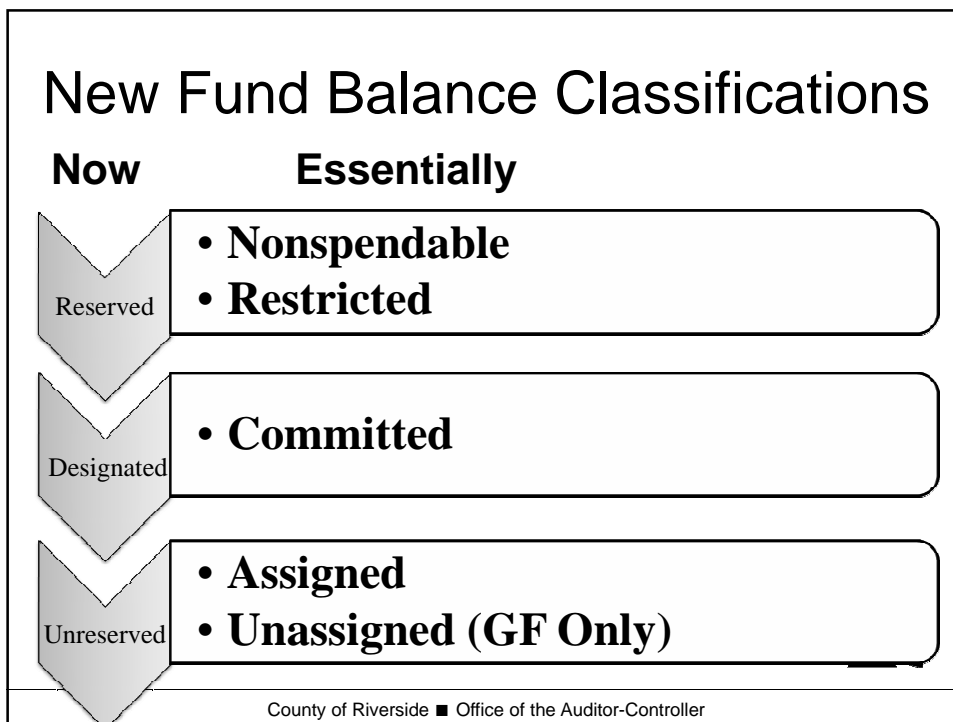 New Fund Balance Classifications
Now Essentially
Reserved
• Nonspendable
• Restricted
Designated
• Committed
Unreserved
• Assigned
• Unassigned (GF Only)
County of Riverside ■ Office of the Auditor-Controller